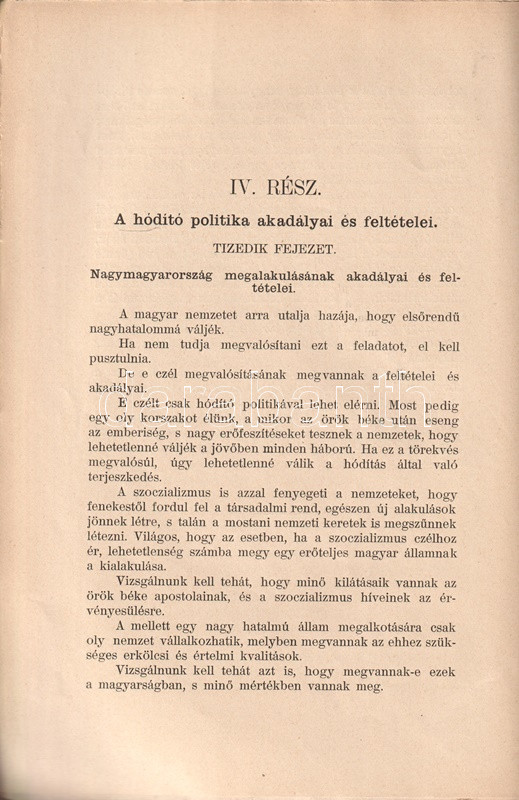 IV. RÉSZ.
A hódító politika akadályai és feltételei.
TIZEDIK FEJEZET.
Nagymagyarország megalakulásának akadályai és fel-
tételei.
A magyar nemzetet arra utalja hazája, hogy elsőrendű
nagyhatalommá váljék.
Ha nem tudja megvalósítani ezt a feladatot, el kell
pusztulnia.
De e czél megvalósításának megvannak a feltételei és
akadályai.
E czélt csak hódító politikával lehet elérni. Most pedig
egy oly korszakot élünk, a mikor az örök béke után eseng
az emberiség, s nagy erőfeszítéseket tesznek a nemzetek, hogy
lehetetlenné váljék a jövőben minden háború. Ha ez a törekvés
megvalósúl, úgy lehetetlenné válik a hódítás által való
terjeszkedés.
A szoczializmus is azzal fenyegeti a nemzeteket, hogy
fenekestől fordul fel a társadalmi rend, egészen új alakulások
jönnek létre, s talán a mostani nemzeti keretek is megszünnek
létezni. Világos, hogy az esetben, ha a szoczializmus czélhoz
ér, lehetetlenség számba megy egy erőteljes magyar államnak
a kialakulása.
Vizsgálnunk kell tehát, hogy minő kilátásaik vannak az
örök béke apostolainak, és a szoczializmus híveinek az ér-
vényesülésre.
A mellett egy nagy hatalmú állam megalkotására csak
oly nemzet vállalkozhatik, melyben megvannak az ehhez szük-
séges erkölcsi és értelmi kvalitások.
Vizsgálnunk kell tehát azt is, hogy megvannak-e ezek
a magyarságban, s minő mértékben vannak meg.
darabanth